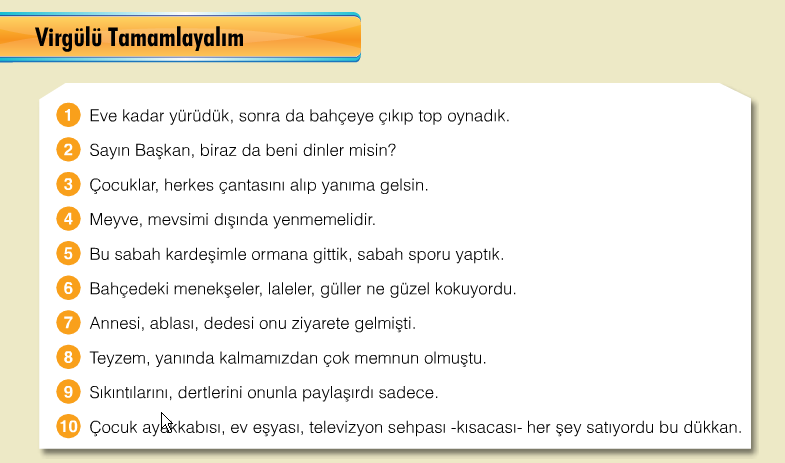 Virgülü Tamamlayalım
1 Eve kadar yürüdük, sonra da bahçeye çıkıp top oynadık.
2 Sayın Başkan, biraz da beni dinler misin?
3 Çocuklar, herkes çantasını alıp yanıma gelsin.
4 Meyve, mevsimi dışında yenmemelidir.
5 Bu sabah kardeşimle ormana gittik, sabah sporu yaptık.
6 Bahçedeki menekşeler, laleler, güller ne güzel kokuyordu.
7 Annesi, ablası, dedesi onu ziyarete gelmişti.
8 Teyzem, yanında kalmamızdan çok memnun olmuştu.
9 Sıkıntılarını, dertlerini onunla paylaşırdı sadece.
10 Çocuk ayakkabısı, ev eşyası, televizyon sehpası -kısacası- her şey satıyordu bu dükkan.